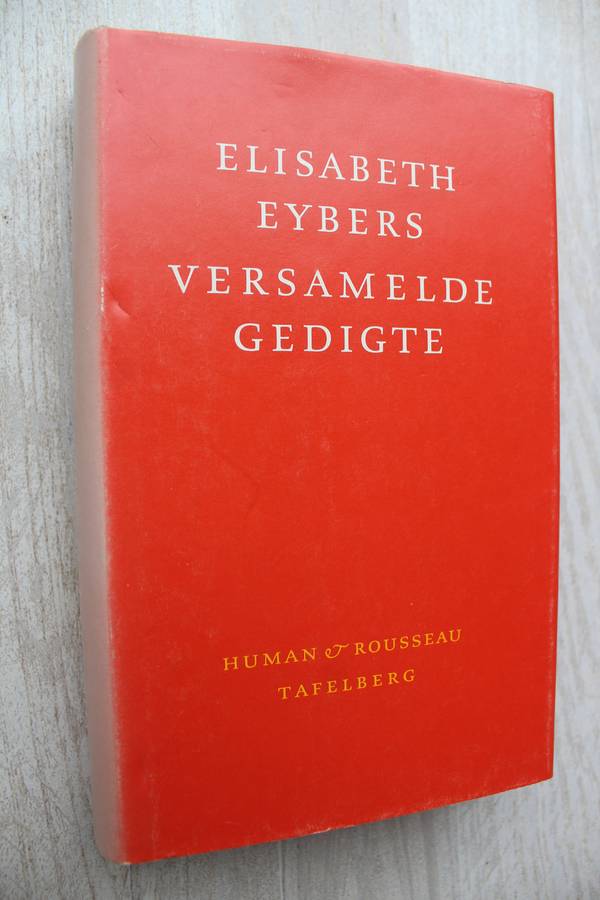 ELISABETH
EYBERS
VERSAMELDE
GEDIGTE
HUMAN & ROUSSEAU
TAFELBERG